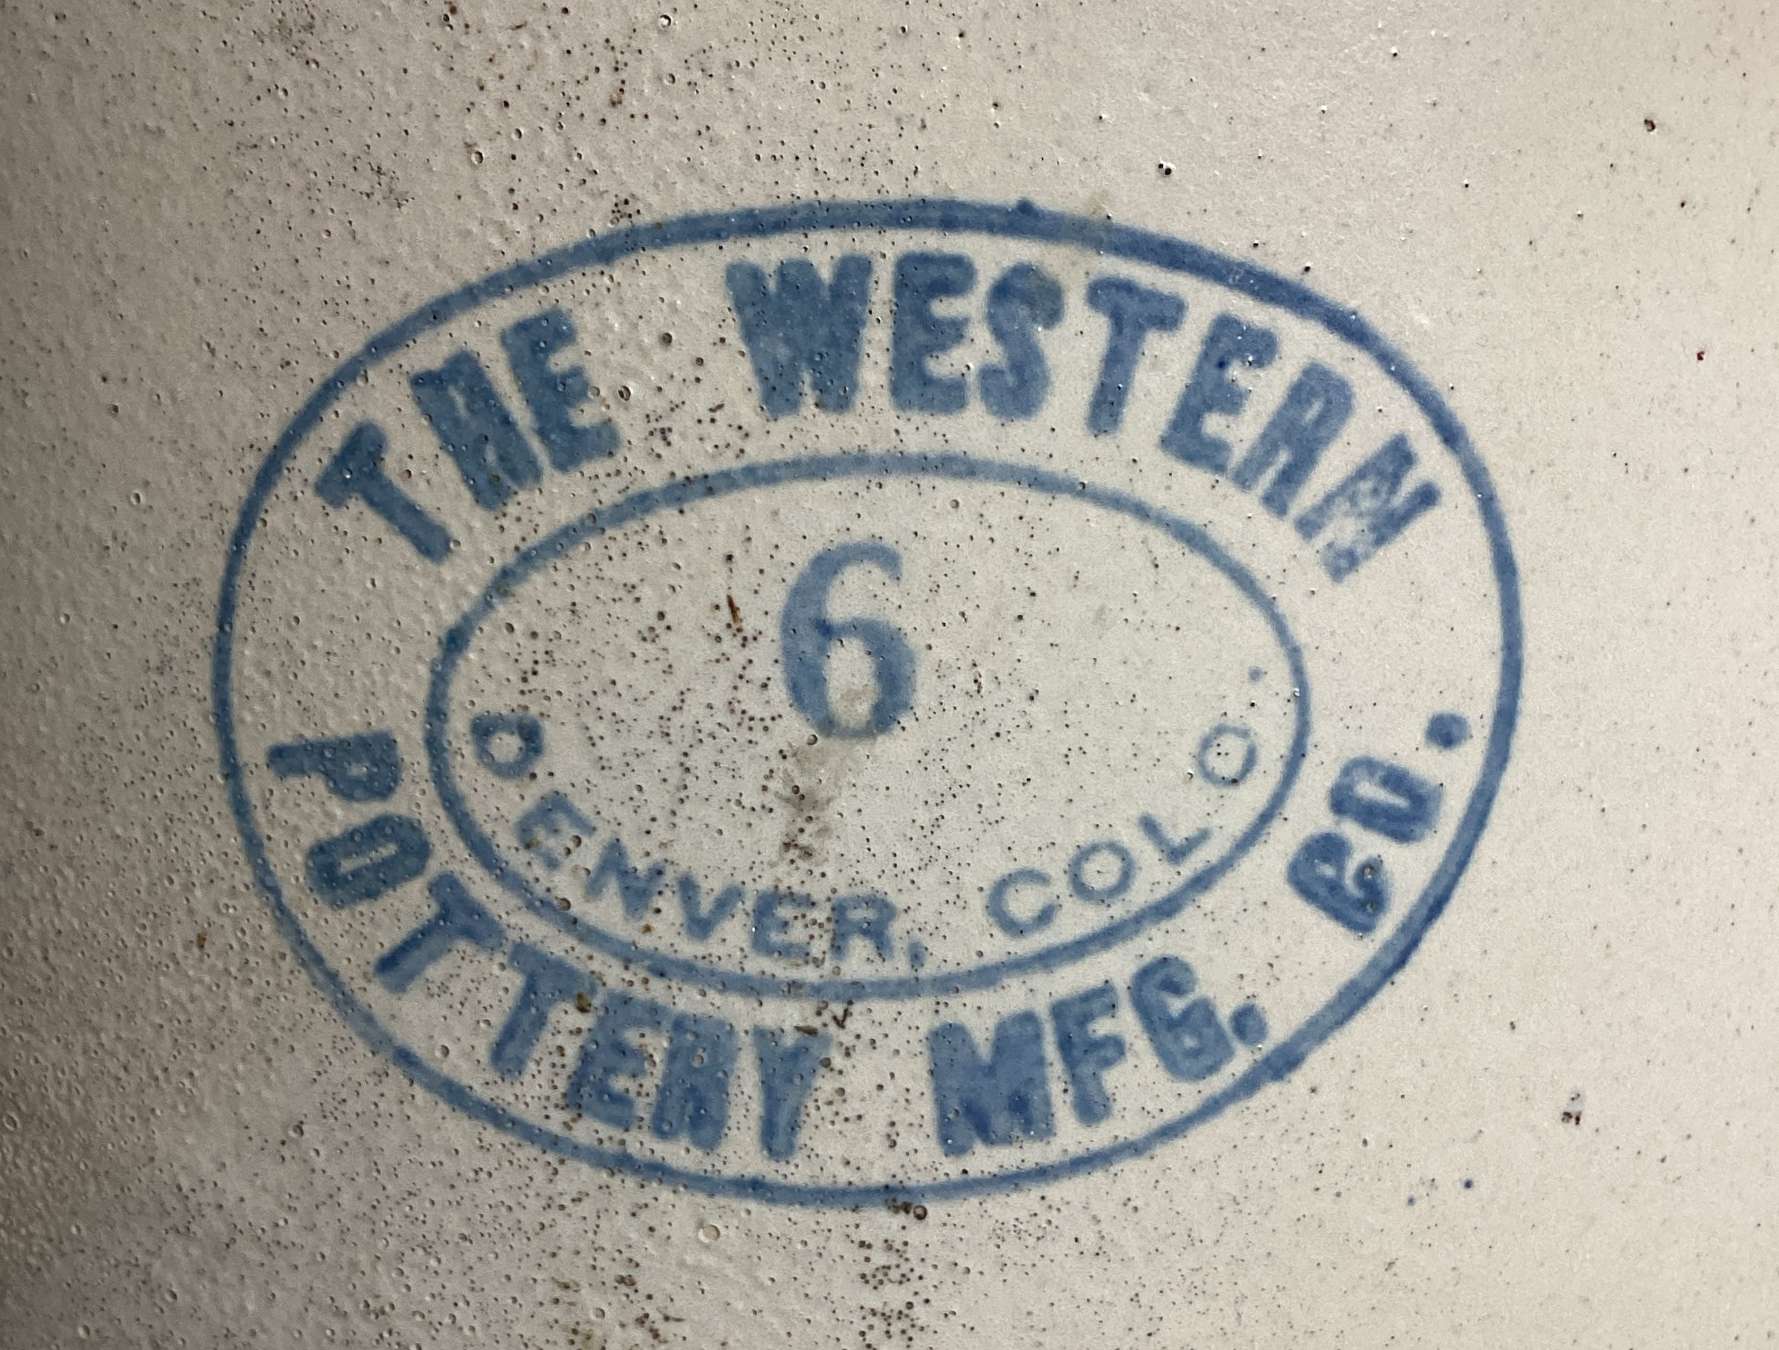 THE WESTERN
6
DENVER, COLO.
POTTERY MFG. CO.